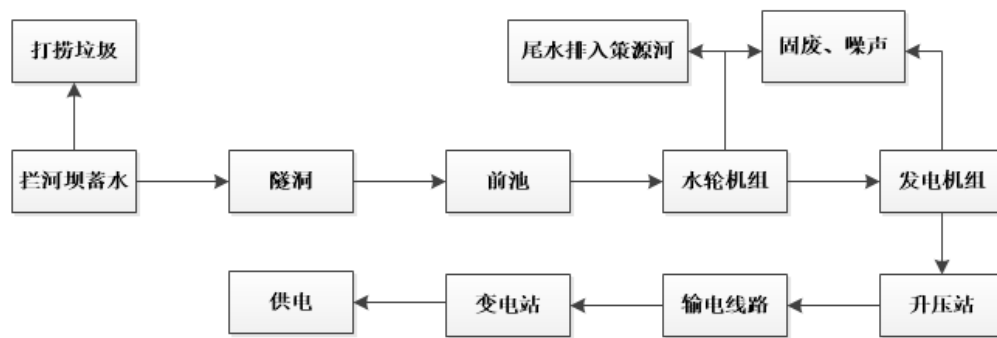 打捞垃圾
尾水排入策源河
固废、噪声
拦河坝蓄水
隧洞
前池
水轮机组
发电机组
供电
变电站
输电线路
升压站